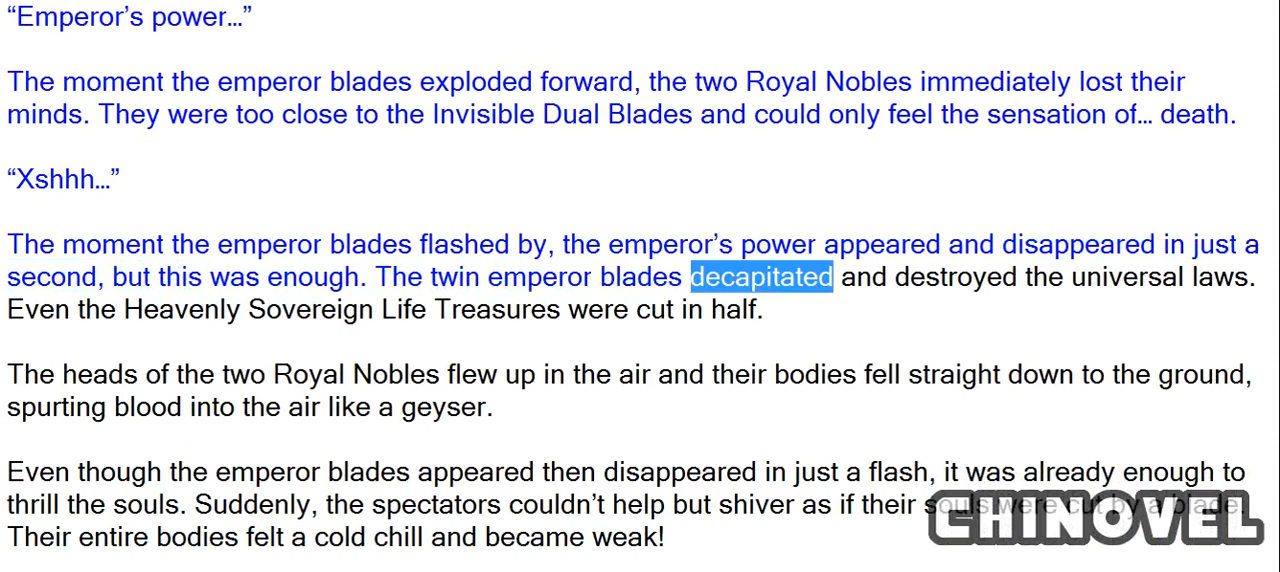 “Emperor’s power…”
The moment the emperor blades exploded forward, the two Royal Nobles immediately lost their
minds. They were too close to the Invisible Dual Blades and could only feel the sensation of… death.
“Xshhh…”
The moment the emperor blades flashed by, the emperor’s power appeared and disappeared in just a
second, but this was enough. The twin emperor blades decapitated and destroyed the universal laws.
Even the Heavenly Sovereign Life Treasures were cut in half.
The heads of the two Royal Nobles flew up in the air and their bodies fell straight down to the ground,
spurting blood into the air like a geyser.
Even though the emperor blades appeared then disappeared in just a flash, it was already enough to
thrill the souls. Suddenly, the spectators couldn’t help but shiver as if their souls were cut by a blade.
Their entire bodies felt a cold chill and became weak!
CHINOVEL